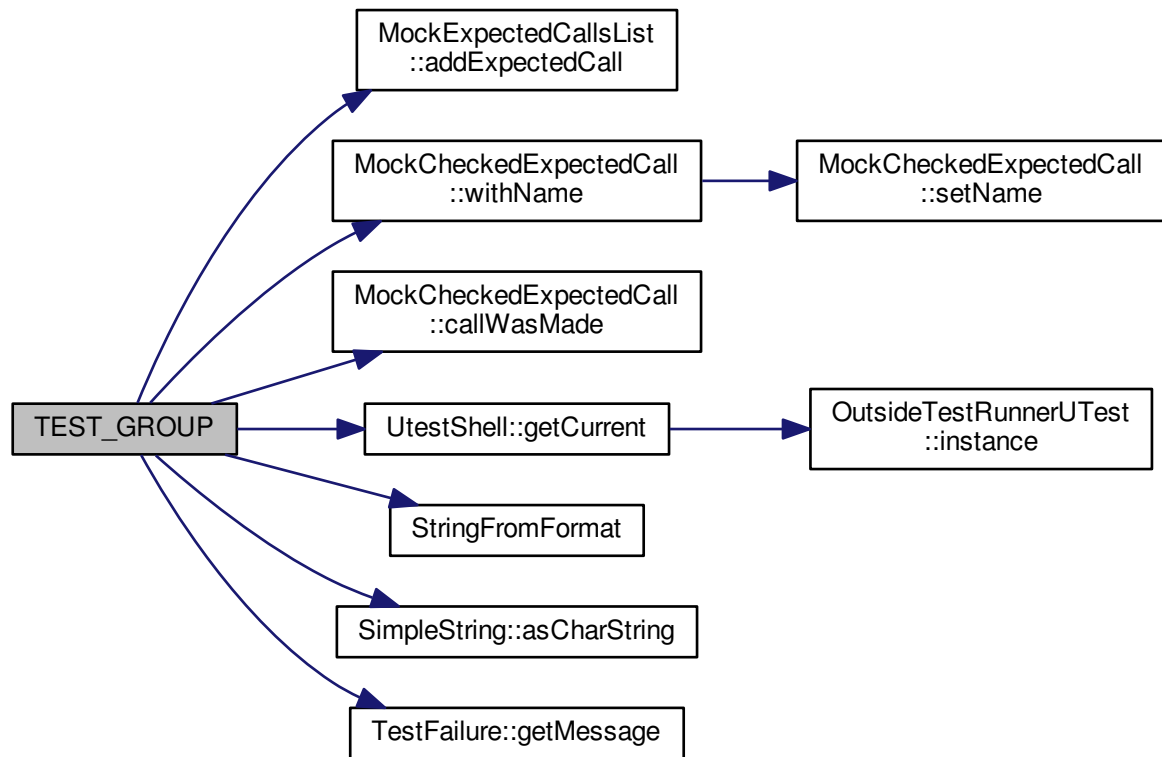 MockExpectedCallsList
::addExpectedCall
MockCheckedExpectedCall
::withName
MockCheckedExpectedCall
::setName
MockCheckedExpectedCall
::callWasMade
TEST_GROUP
UtestShell::getCurrent
OutsideTestRunnerUTest
::instance
StringFromFormat
SimpleString::asCharString
TestFailure::getMessage